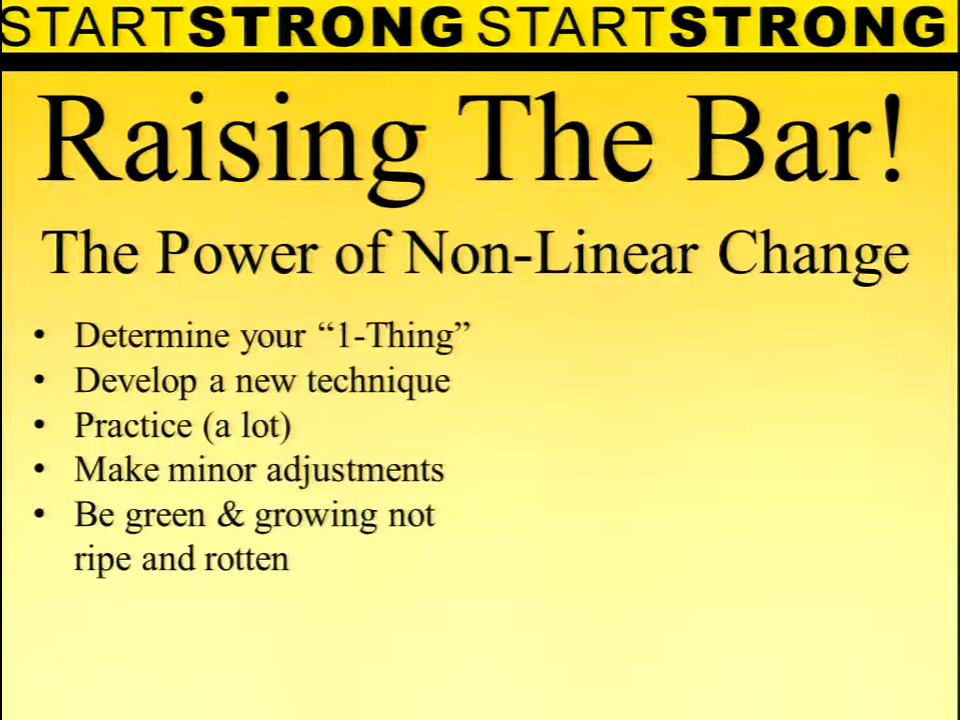 STARTSTRONG STARTSTRONG
Raising The Bar!
The Power of Non-Linear Change
• Determine your “1-Thing”
• Develop a new technique
• Practice (a lot)
• Make minor adjustments
• Be green & growing not
ripe and rotten